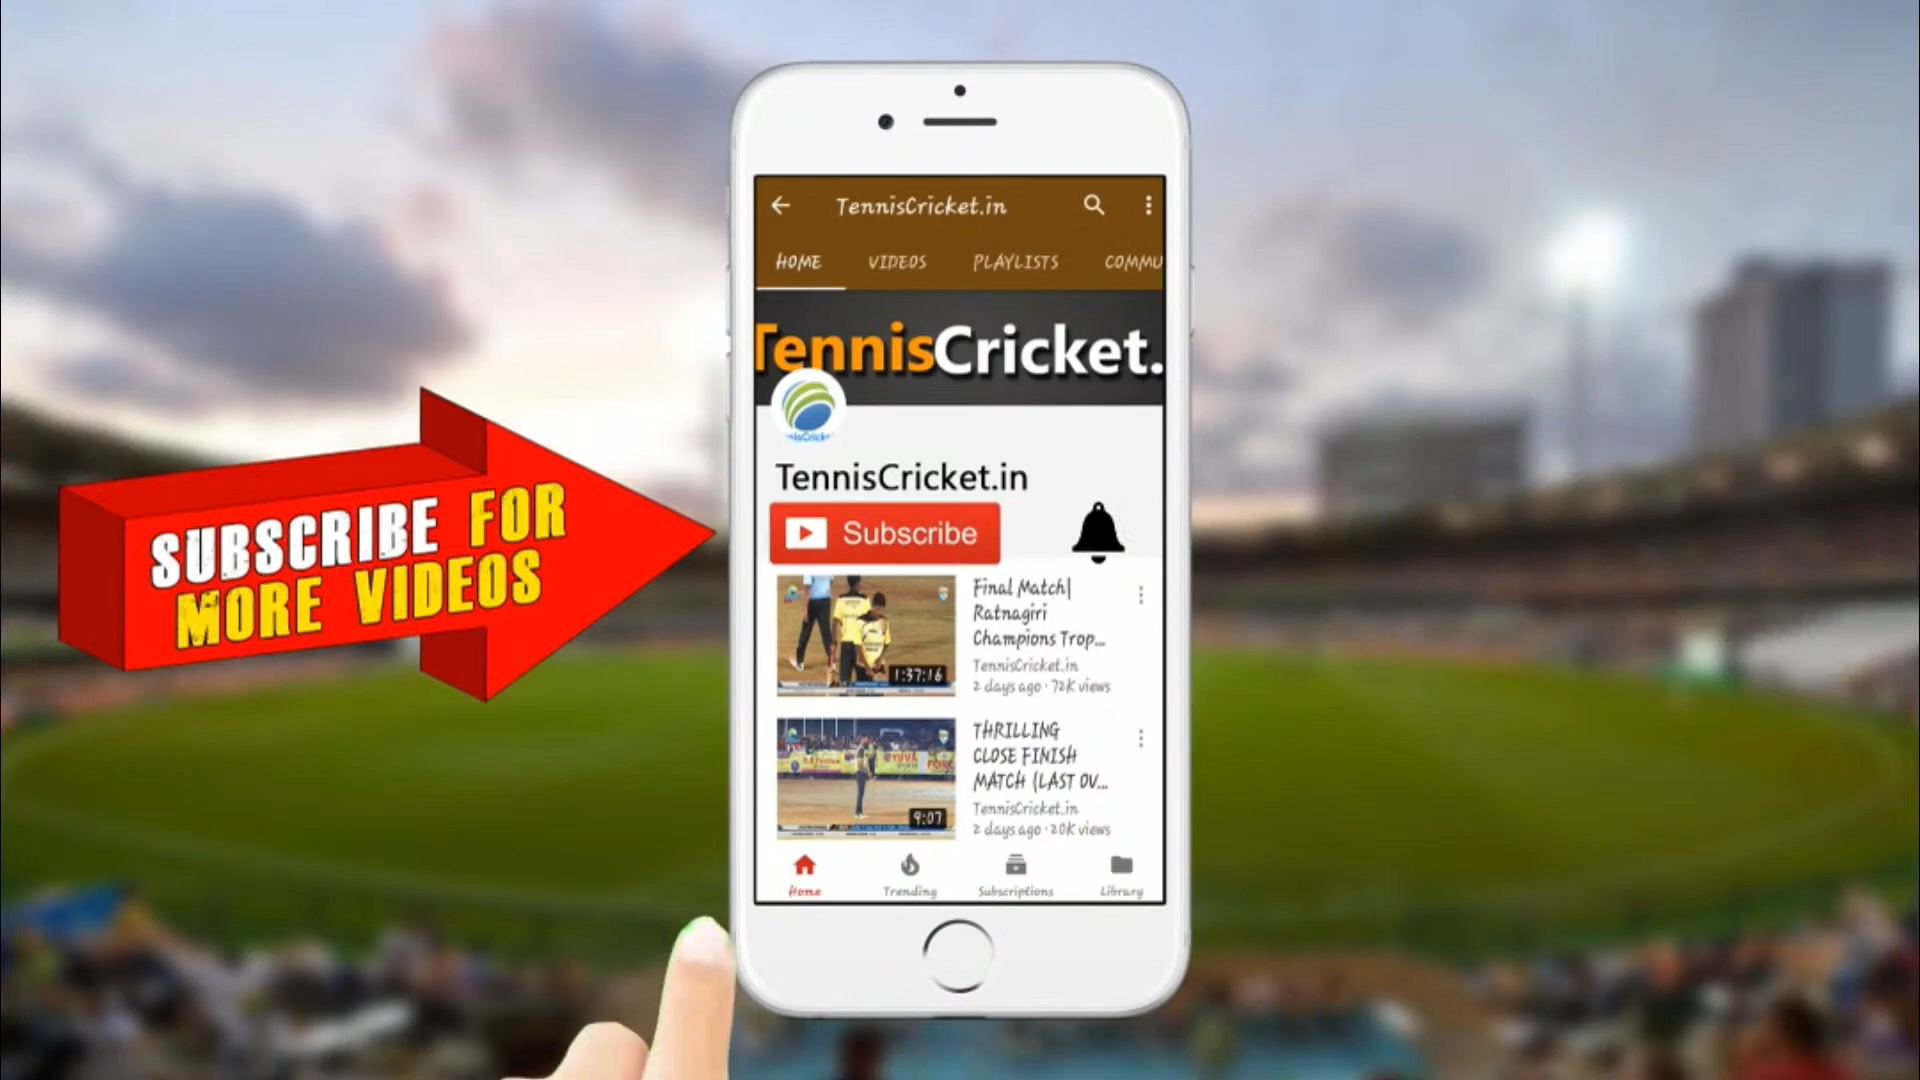 TennisCricket.in
HOME VIDEOS PLAYLISTS COMMU
TennisCricket.
TennisCricket.in
Subscribe
SUBSCRIBE FOR
MORE VIDEOS
Final Match|
Ratnagiri
Champions Trop...
TennisCricket.in
2 days ago · 72K views
1:37:16
THRILLING
CLOSE FINISH
MATCH (LAST OV...
TennisCricket.in
2 days ago · 20K views
9:07
Home Trending Subscriptions Library